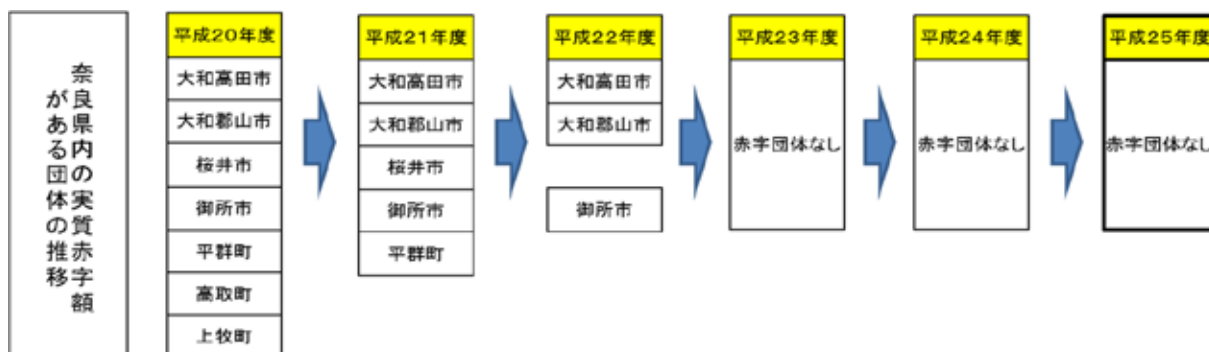 奈良県内の実質赤字額
がある団体の推移
平成20年度
大和高田市
大和郡山市
桜井市
御所市
平群町
高取町
上牧町
平成21年度
大和高田市
大和郡山市
桜井市
御所市
平群町
平成22年度
大和高田市
大和郡山市
御所市
平成23年度
赤字団体なし
平成24年度
赤字団体なし
平成25年度
赤字団体なし